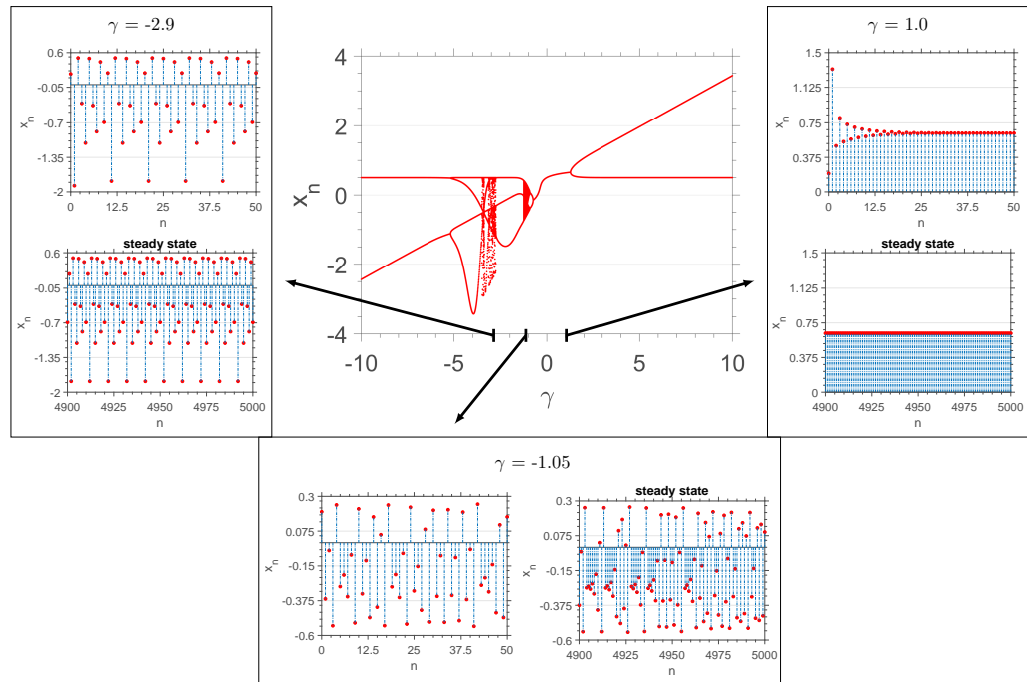 γ = -2.9
0.6
-0.05
-0.7
-1.35
-2
x_n
0 12.5 25 37.5 50
n
steady state
0.6
-0.05
-0.7
-1.35
-2
x_n
4900 4925 4950 4975 5000
n
4
2
0
-2
-4
x_n
-10 -5 0 5 10
γ
γ = 1.0
1.5
1.125
0.75
0.375
0
x_n
0 12.5 25 37.5 50
n
steady state
1.5
1.125
0.75
0.375
0
x_n
4900 4925 4950 4975 5000
n
γ = -1.05
0.3
0.075
-0.15
-0.375
-0.6
x_n
0 12.5 25 37.5 50
n
steady state
0.3
0.075
-0.15
-0.375
-0.6
x_n
4900 4925 4950 4975 5000
n